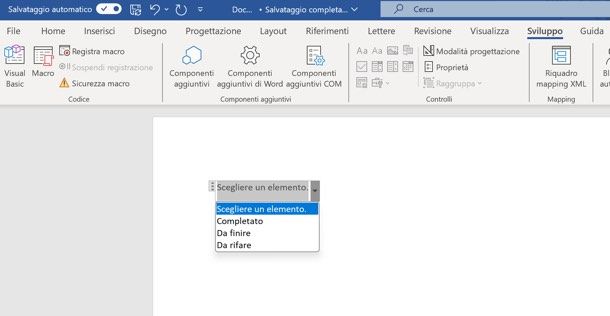 Salvataggio automatico Doc... • Salvataggio completa... Cerca
File Home Inserisci Disegno Progettazione Layout Riferimenti Lettere Revisione Visualizza Sviluppo Guida
Visual Basic
Macro
Registra macro
Sospendi registrazione
Sicurezza macro
Codice
Componenti aggiuntivi
Componenti aggiuntivi di Word
Componenti aggiuntivi COM
Componenti aggiuntivi
Aa Aa
Modalità progettazione
Proprietà
Raggruppa
Controlli
Riquadro mapping XML
Mapping
Scegliere un elemento.
Scegliere un elemento.
Completato
Da finire
Da rifare